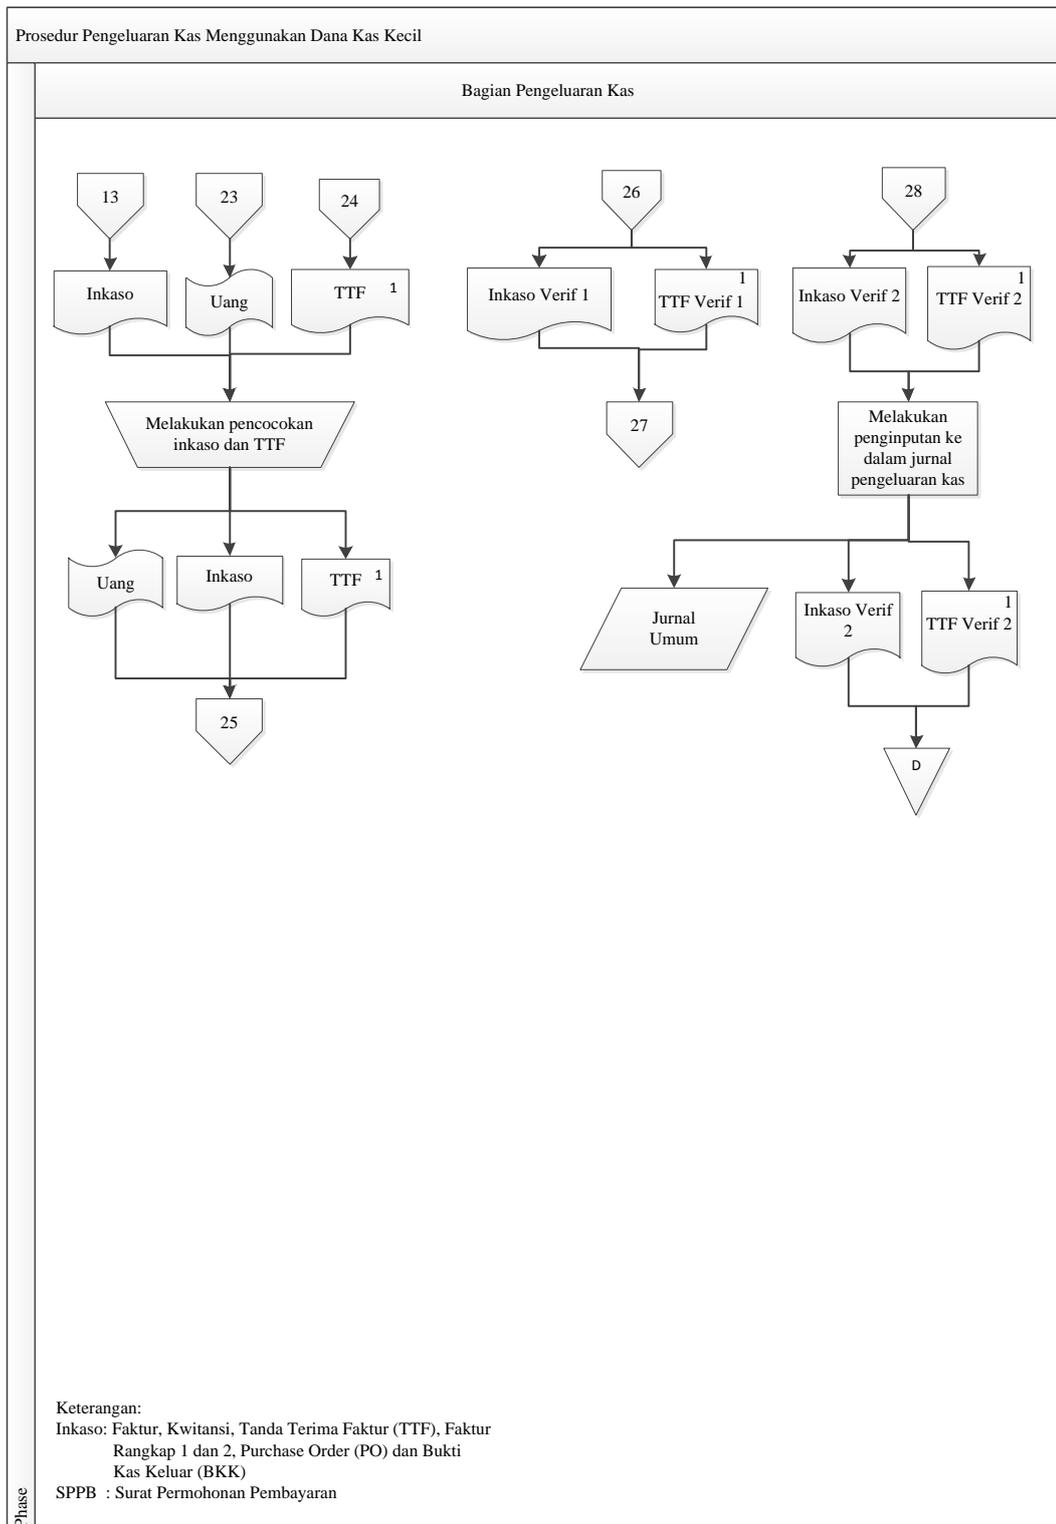 Prosedur Pengeluaran Kas Menggunakan Dana Kas Kecil
Bagian Pengeluaran Kas
13
23
24
Inkaso
Uang
TTF 1
Melakukan pencocokan
inkaso dan TTF
Uang
Inkaso
TTF 1
25
26
Inkaso Verif 1
1
TTF Verif 1
27
28
Inkaso Verif 2
1
TTF Verif 2
Melakukan
penginputan ke
dalam jurnal
pengeluaran kas
Jurnal
Umum
Inkaso Verif
2
1
TTF Verif 2
D
Keterangan:
Inkaso: Faktur, Kwitansi, Tanda Terima Faktur (TTF), Faktur
Rangkap 1 dan 2, Purchase Order (PO) dan Bukti
Kas Keluar (BKK)
SPPB : Surat Permohonan Pembayaran
Phase